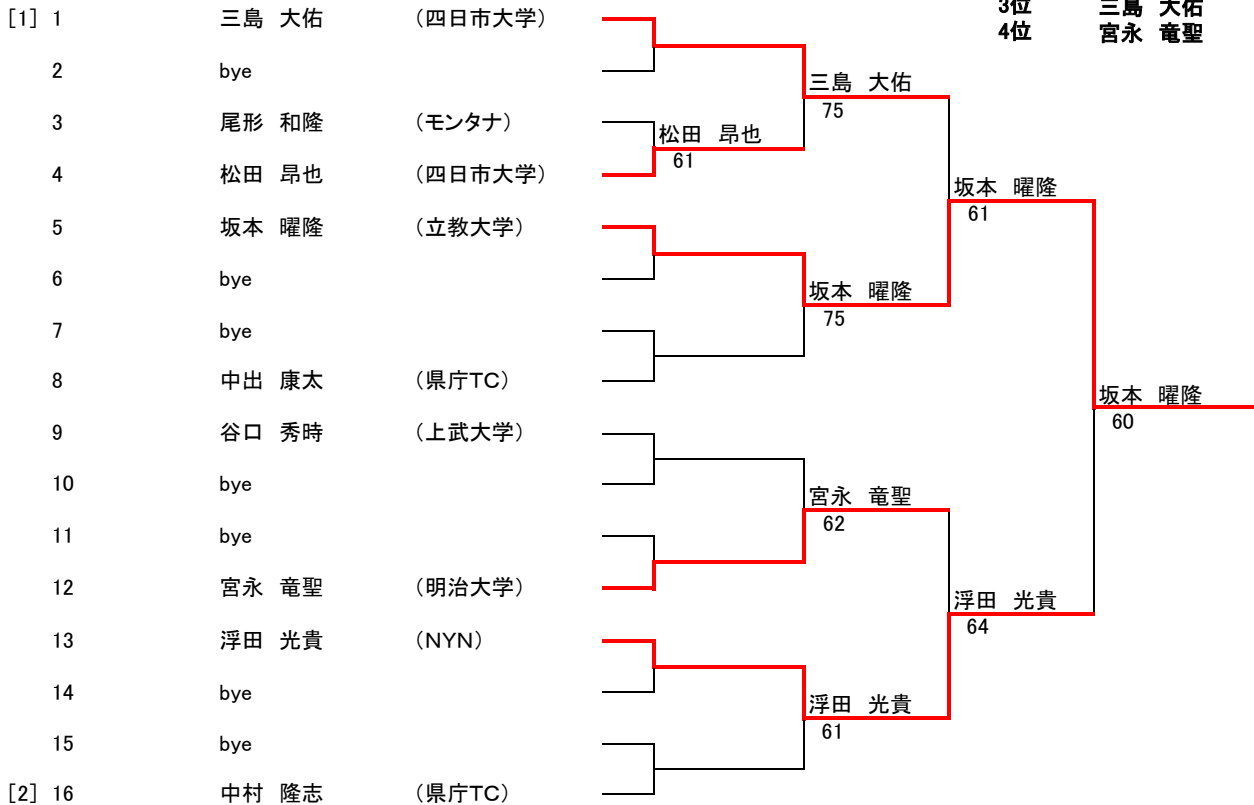 3位 三島 大佑
4位 宮永 竜聖
[1] 1 三島 大佑 (四日市大学)
2 bye
三島 大佑
75
3 尾形 和隆 (モンタナ)
松田 昂也
61
4 松田 昂也 (四日市大学)
坂本 曜隆
61
5 坂本 曜隆 (立教大学)
6 bye
坂本 曜隆
75
7 bye
8 中出 康太 (県庁TC)
坂本 曜隆
60
9 谷口 秀時 (上武大学)
10 bye
宮永 竜聖
62
11 bye
12 宮永 竜聖 (明治大学)
浮田 光貴
64
13 浮田 光貴 (NYN)
14 bye
浮田 光貴
61
15 bye
[2] 16 中村 隆志 (県庁TC)